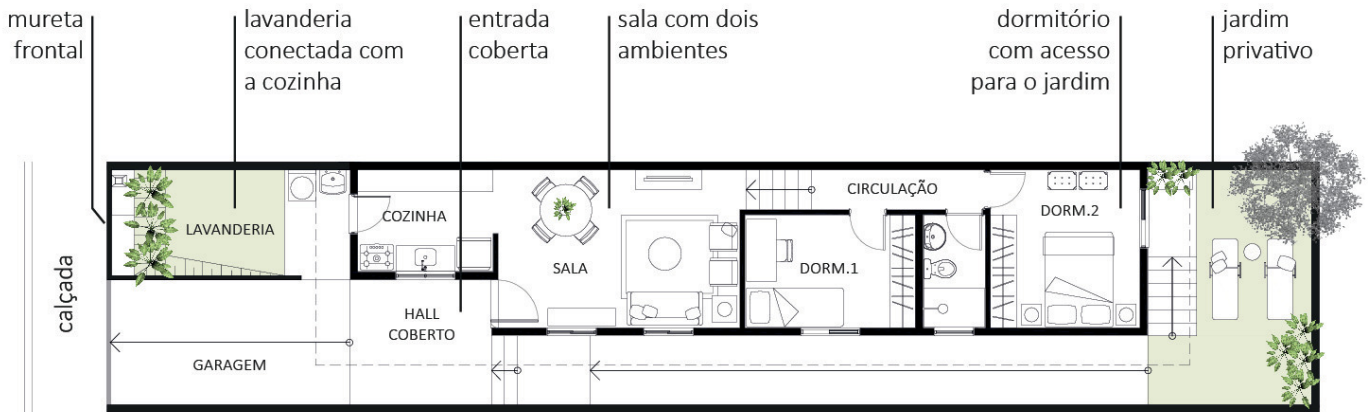 mureta
frontal
lavanderia
conectada com
a cozinha
entrada
coberta
sala com dois
ambientes
dormitório
com acesso
para o jardim
jardim
privativo
calçada
LAVANDERIA
COZINHA
SALA
CIRCULAÇÃO
DORM.1
DORM.2
HALL
COBERTO
GARAGEM